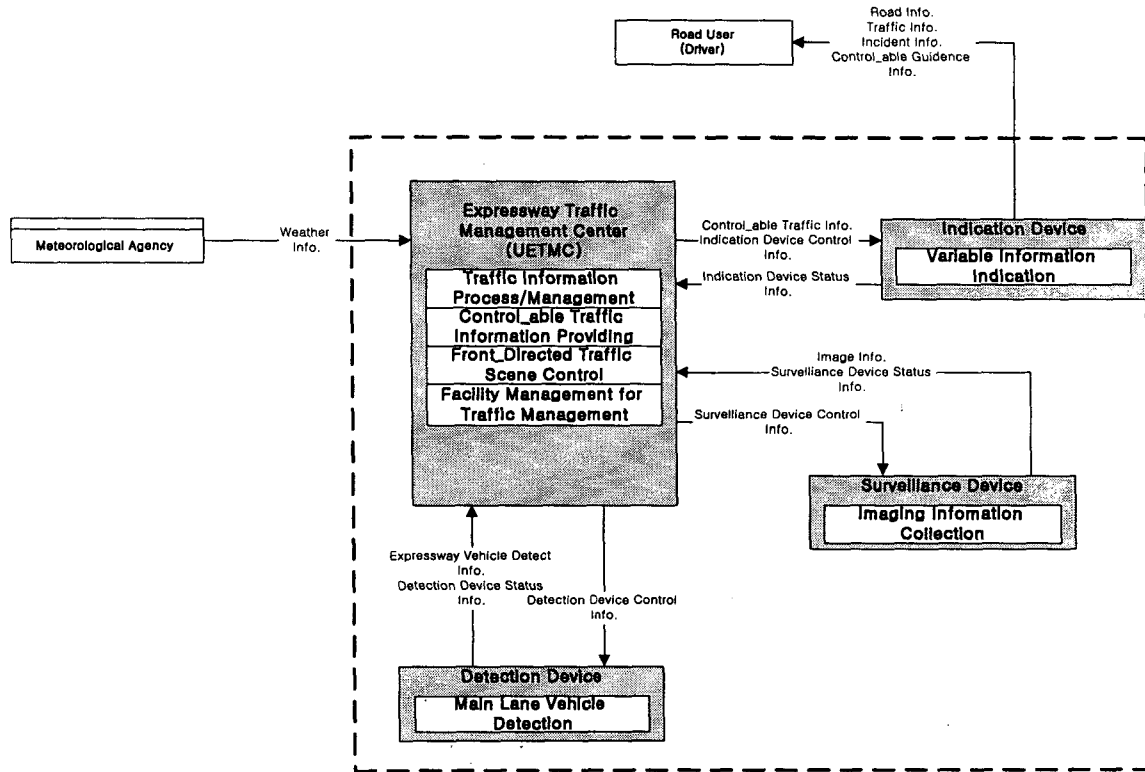 Road Info.
Traffic Info.
Incident Info.
Control_able Guidence
Info.
Road User
(Driver)
Meteorological Agency
Weather
Info.
Expressway Traffic
Management Center
(UETMC)
Traffic Information
Process/Management
Control_able Traffic
Information Providing
Front_Directed Traffic
Scene Control
Facility Management for
Traffic Management
Control_able Traffic Info.
Indication Device Control
Info.
Indication Device Status
Info.
Indication Device
Variable Information
Indication
Image Info.
Surveillance Device Status
Info.
Survelliance Device Control
Info.
Surveillance Device
Imaging Infomation
Collection
Expressway Vehicle Detect
Info.
Detection Device Status
Info.
Detection Device Control
Info.
Detection Device
Main Lane Vehicle
Detection